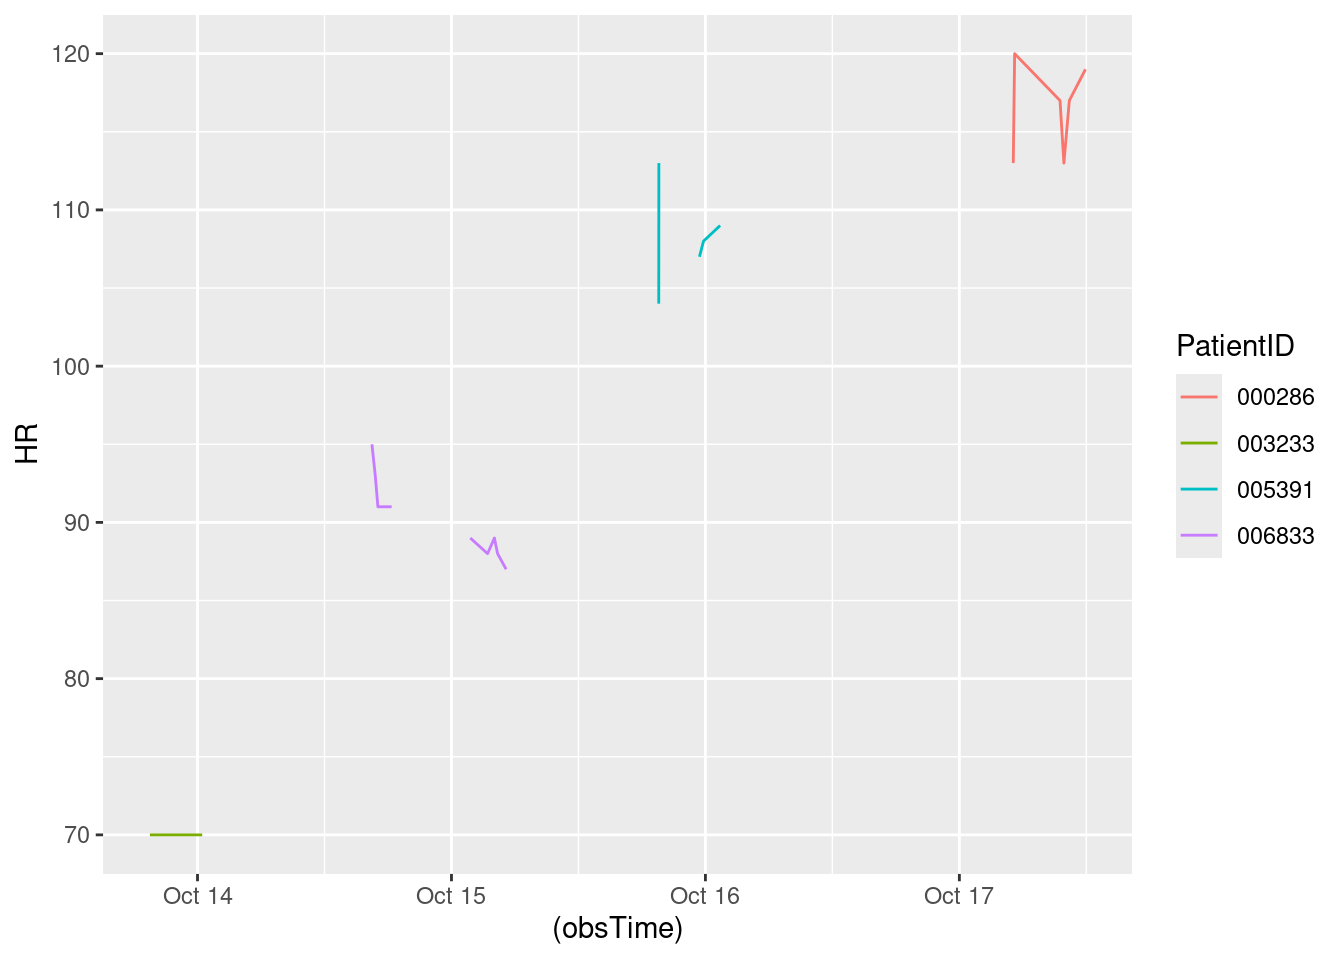 120
110
100
90
80
70
HR
Oct 14
Oct 15
Oct 16
Oct 17
(obsTime)
PatientID
000286
003233
005391
006833